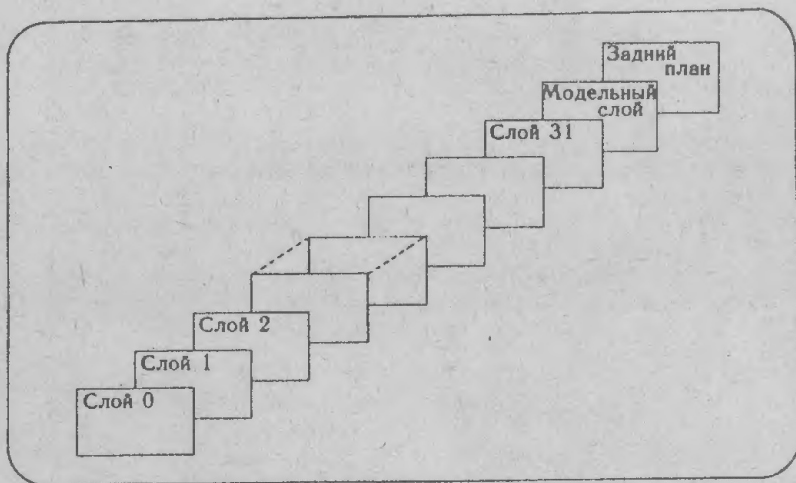 Задний
план
Модельный
слой
Слой 31
Слой 2
Слой 1
Слой 0